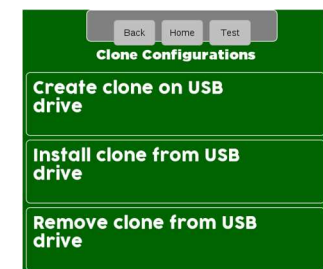 Back Home Test
Clone Configurations
Create clone on USB
drive
Install clone from USB
drive
Remove clone from USB
drive